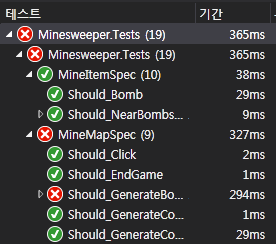 테스트 기간
Minesweeper.Tests (19) 365ms
Minesweeper.Tests (19) 365ms
MineItemSpec (10) 38ms
Should_Bomb 29ms
Should_NearBombs... 9ms
MineMapSpec (9) 327ms
Should_Click 2ms
Should_EndGame 1ms
Should_GenerateBo... 294ms
Should_GenerateCo... 1ms
Should_GenerateCo... 29ms